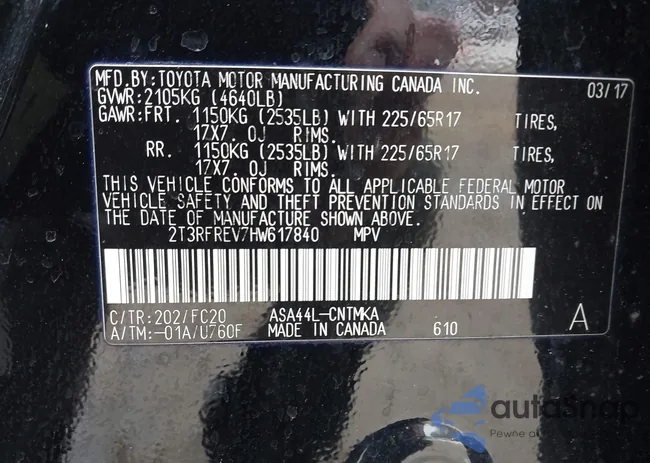 MFD.BY:TOYOTA MOTOR MANUFACTURING CANADA INC. 03/17
GVWR:2105KG (4640LB)
GAWR:FRT. 1150KG (2535LB) WITH 225/65R17 TIRES,
17X7.0J RIMS.
RR. 1150KG (2535LB) WITH 225/65R17 TIRES,
17X7.0J RIMS.
THIS VEHICLE CONFORMS TO ALL APPLICABLE FEDERAL MOTOR
VEHICLE SAFETY AND THEFT PREVENTION STANDARDS IN EFFECT ON
THE DATE OF MANUFACTURE SHOWN ABOVE.
2T3RFREV7HW617840 MPV
C/TR:202/FC20 ASA44L-CNTMKA
A/TM:-01A/U760F MADE IN CANADA 610 A
autoSnap
Pewne